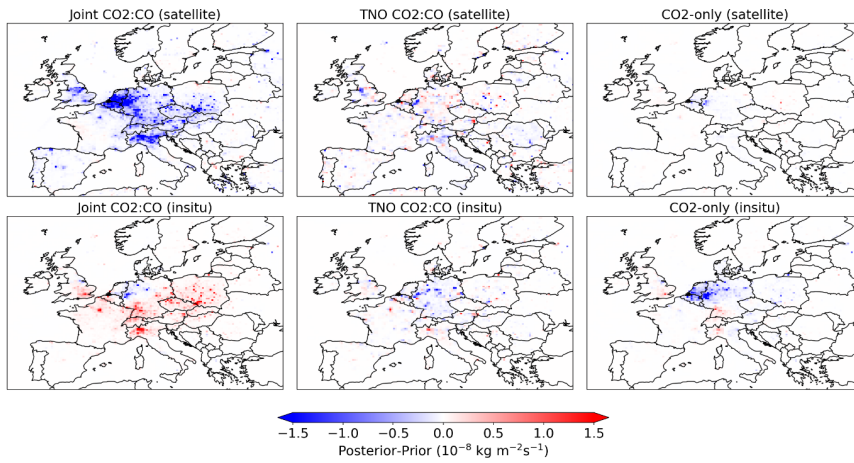 Joint CO2:CO (satellite)
TNO CO2:CO (satellite)
CO2-only (satellite)
Joint CO2:CO (insitu)
TNO CO2:CO (insitu)
CO2-only (insitu)
−1.5 −1.0 −0.5 0.0 0.5 1.0 1.5
Posterior-Prior (10⁻⁸ kg m⁻²s⁻¹)